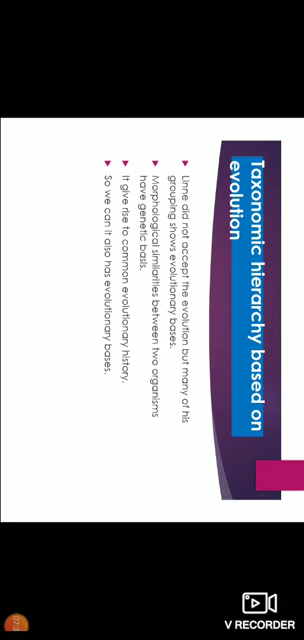 Taxonomic hierarchy based on
evolution
Linne did not accept the evolution but many of his
grouping shows evolutionary bases.
Morphological similarities between two organisms
have genetic basis.
It give rise to common evolutionary history.
So we can it also has evolutionary bases.
V RECORDER